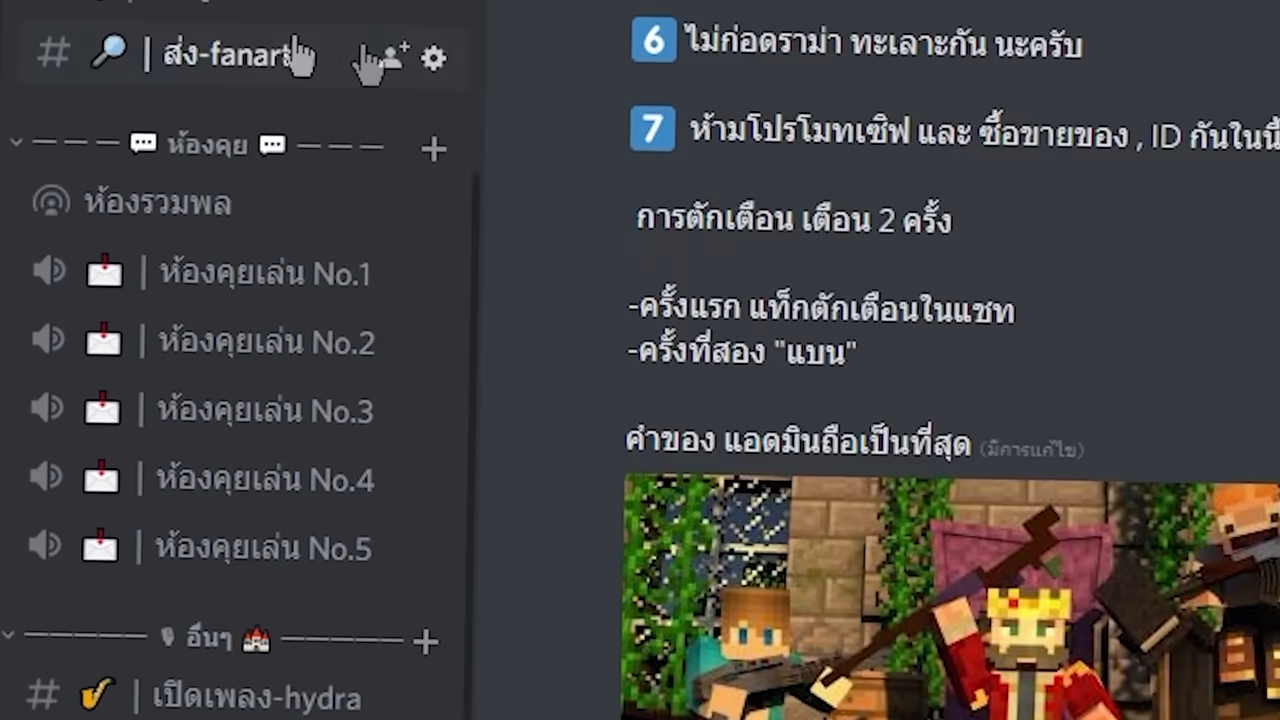 # | ส่ง-fanart
ห้องคุย
ห้องรวมพล
| ห้องคุยเล่น No.1
| ห้องคุยเล่น No.2
| ห้องคุยเล่น No.3
| ห้องคุยเล่น No.4
| ห้องคุยเล่น No.5
อื่นๆ
# | เปิดเพลง-hydra
6 ไม่ก่อดราม่า ทะเลาะกัน นะครับ
7 ห้ามโปรโมทเซิฟ และ ซื้อขายของ , ID กันในนี้
การตักเตือน เตือน 2 ครั้ง
-ครั้งแรก แท็กตักเตือนในแชท
-ครั้งที่สอง "แบน"
คำของ แอดมินถือเป็นที่สุด (มีการแก้ไข)